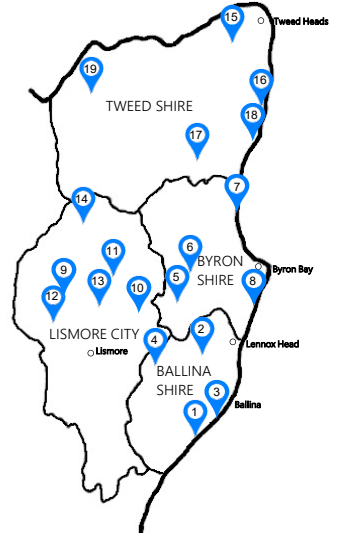 15
Tweed Heads
19
16
TWEED SHIRE
18
17
7
14
6
11
BYRON
SHIRE
Byron Bay
9
5
13
8
10
12
LISMORE CITY
2
4
Lennox Head
Lismore
BALLINA
SHIRE
3
1
Ballina